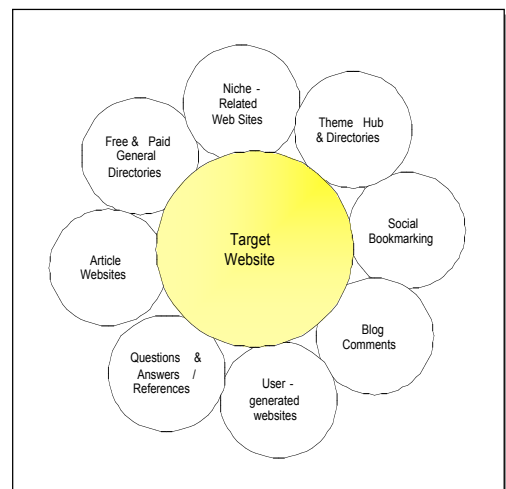 Niche -
Related
Web Sites
Theme Hub
& Directories
Free & Paid
General
Directories
Social
Bookmarking
Target
Website
Article
Websites
Blog
Comments
Questions &
Answers /
References
User -
generated
websites